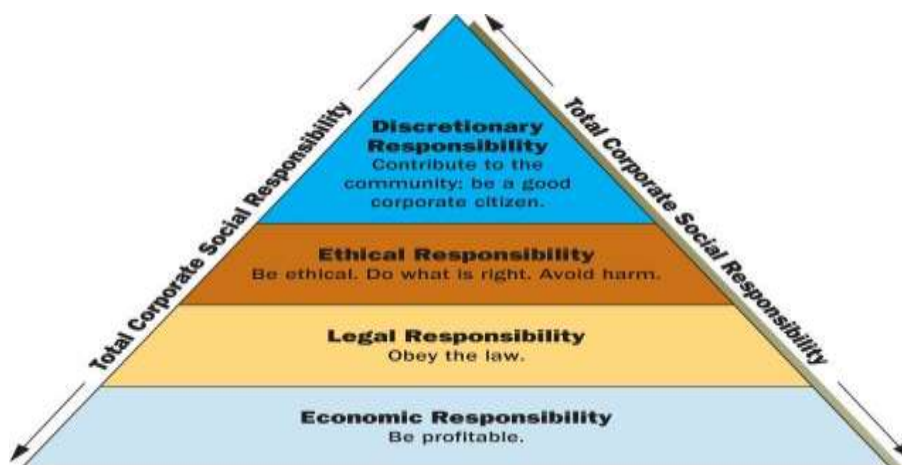 Total Corporate Social Responsibility
Total Corporate Social Responsibility
Discretionary
Responsibility
Contribute to the
community; be a good
corporate citizen.
Ethical Responsibility
Be ethical. Do what is right. Avoid harm.
Legal Responsibility
Obey the law.
Economic Responsibility
Be profitable.